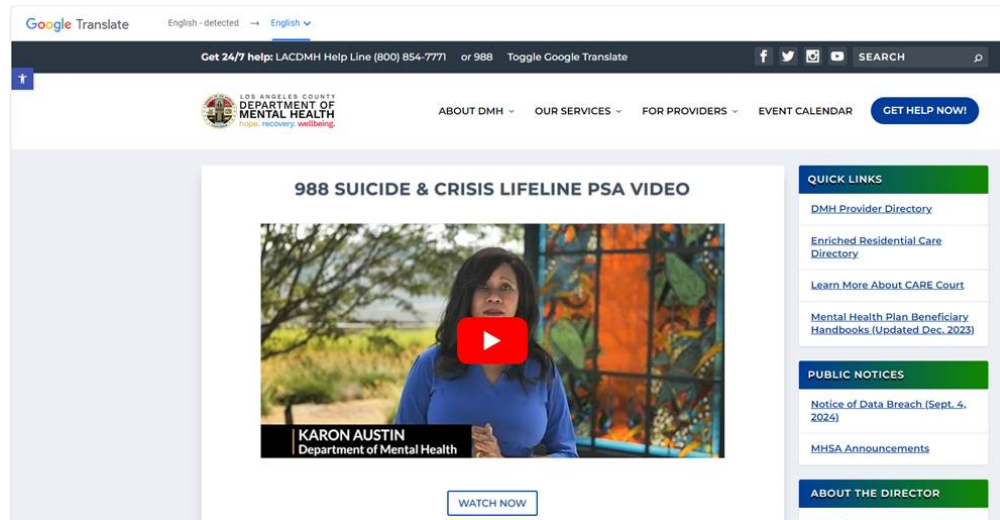 Google Translate
English - detected → English
Get 24/7 help: LACDMH Help Line (800) 854-7771 or 988 Toggle Google Translate
SEARCH
LOS ANGELES COUNTY
DEPARTMENT OF
MENTAL HEALTH
hope. recovery. wellbeing.
ABOUT DMH OUR SERVICES FOR PROVIDERS EVENT CALENDAR GET HELP NOW!
988 SUICIDE & CRISIS LIFELINE PSA VIDEO
KARON AUSTIN
Department of Mental Health
WATCH NOW
QUICK LINKS
DMH Provider Directory
Enriched Residential Care
Directory
Learn More About CARE Court
Mental Health Plan Beneficiary
Handbooks (Updated Dec. 2023)
PUBLIC NOTICES
Notice of Data Breach (Sept. 4,
2024)
MHSA Announcements
ABOUT THE DIRECTOR